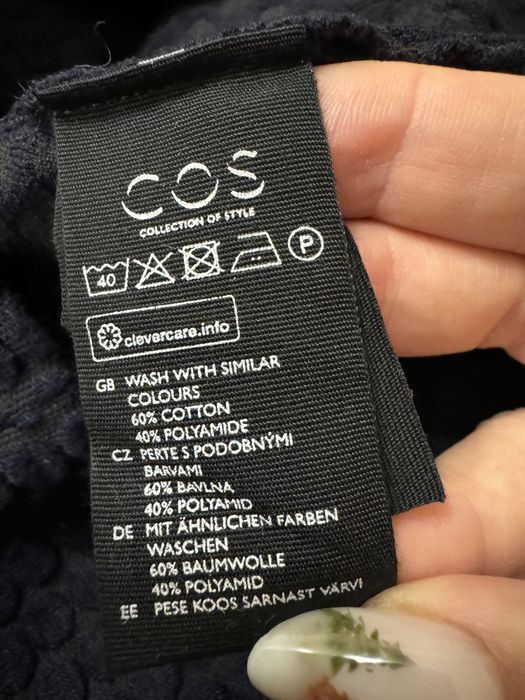 COS
COLLECTION OF STYLE
40 P
clevercare.info
GB WASH WITH SIMILAR
COLOURS
60% COTTON
40% POLYAMIDE
CZ PERTE S PODOBNÝMI
BARVAMI
60% BAVLNA
40% POLYAMID
DE MIT ÄHNLICHEN FARBEN
WASCHEN
60% BAUMWOLLE
40% POLYAMID
EE PESE KOOS SARNAST VÄRVI